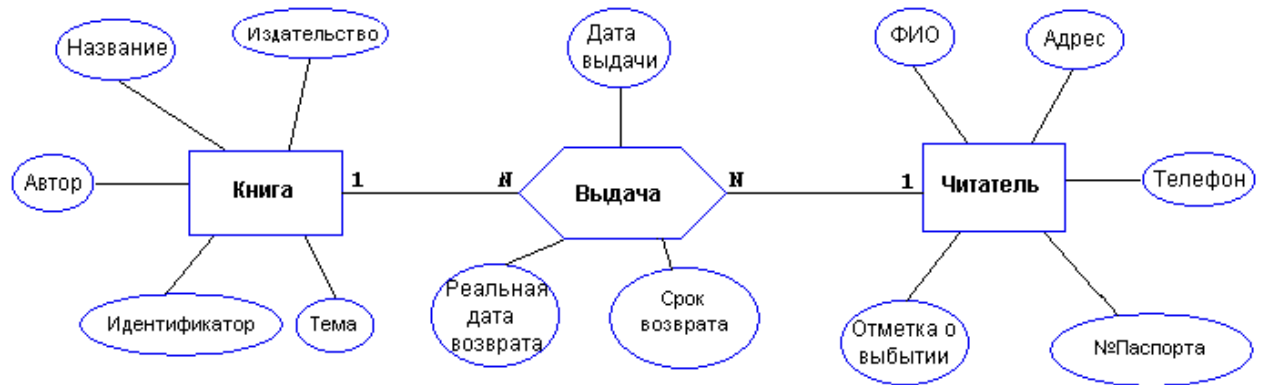 Название
Издательство
Дата
выдачи
ФИО
Адрес
Автор
Книга
1
N
Выдача
N
1
Читатель
Телефон
Идентификатор
Тема
Реальная
дата
возврата
Срок
возврата
Отметка о
выбытии
№Паспорта